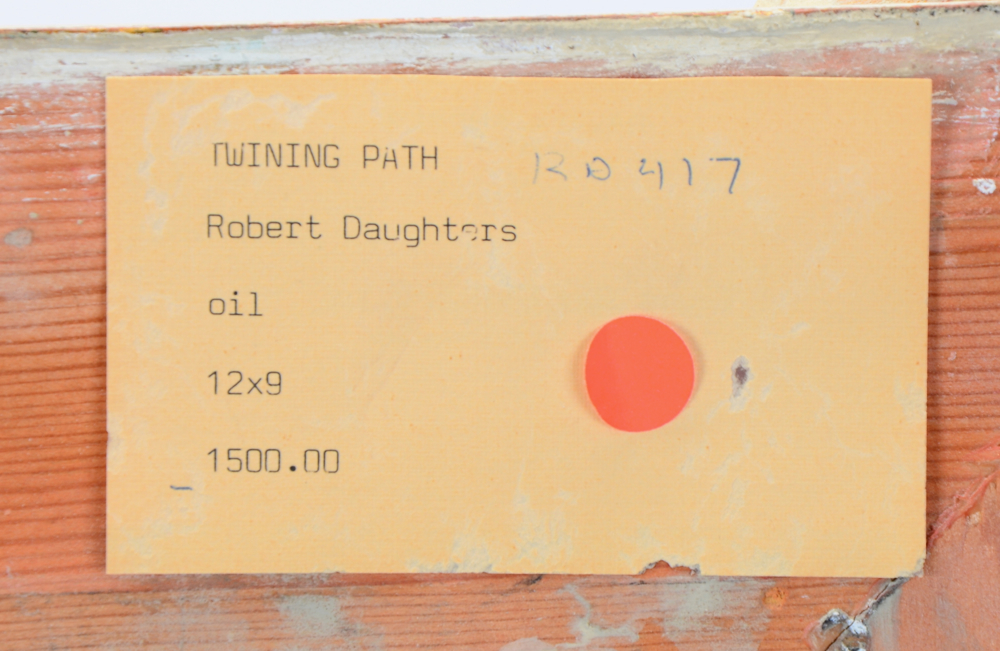 TWINING PATH RD417
Robert Daughters
oil
12x9
1500.00